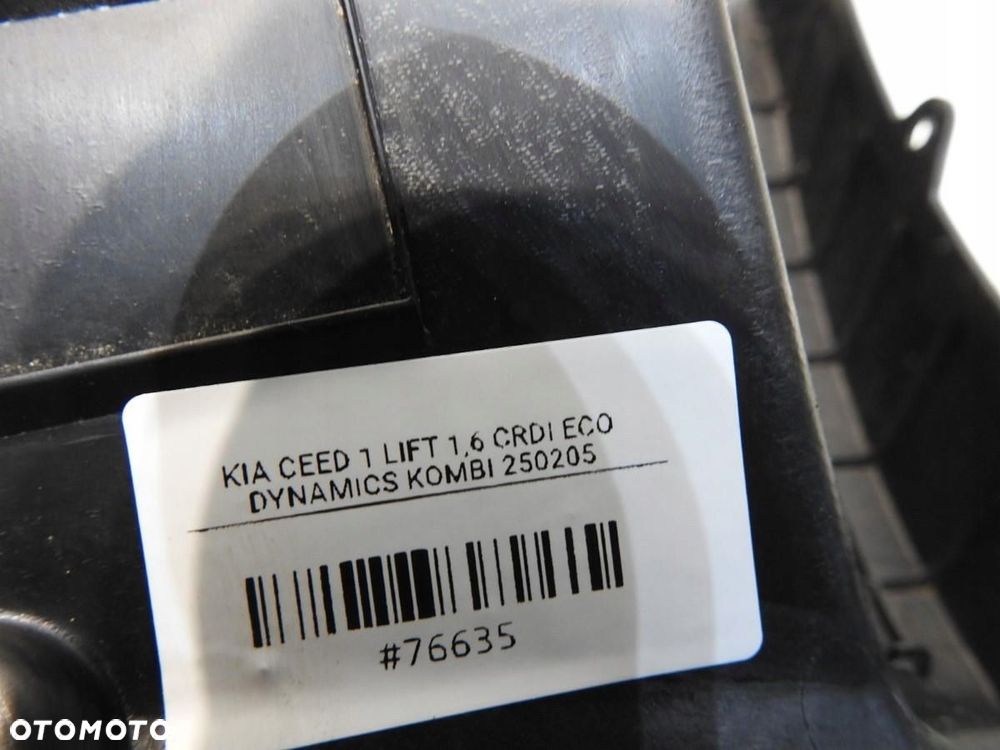 KIA CEED 1 LIFT 1,6 CRDI ECO
DYNAMICS KOMBI 250205
#76635
OTOMOTO